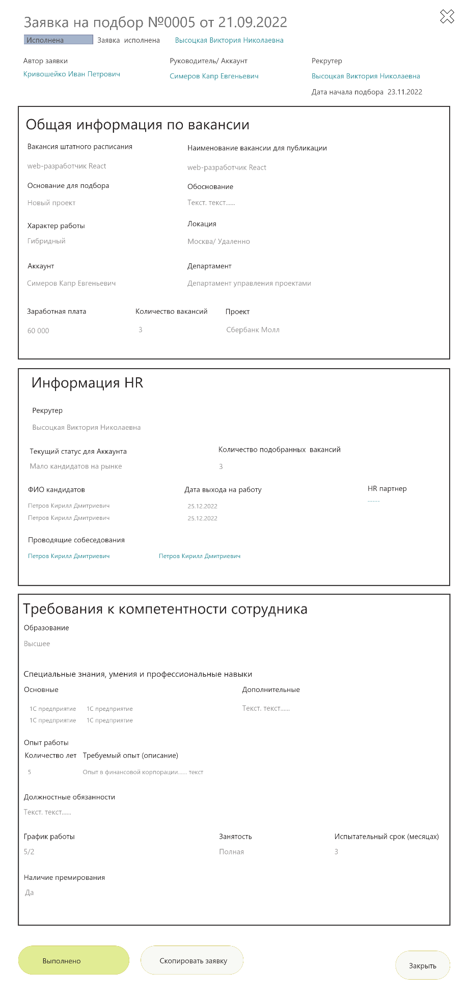 Заявка на подбор №0005 от 21.09.2022
Исполнена Заявка исполнена Высоцкая Виктория Николаевна
Автор заявки Руководитель/ Аккаунт Рекрутер
Кривошейко Иван Петрович Симеров Капр Евгеньевич Высоцкая Виктория Николаевна
Дата начала подбора 23.11.2022
Общая информация по вакансии
Вакансия штатного расписания Наименование вакансии для публикации
web-разработчик React web-разработчик React
Основание для подбора Обоснование
Новый проект Текст. текст......
Характер работы Локация
Гибридный Москва/ Удаленно
Аккаунт Департамент
Симеров Капр Евгеньевич Департамент управления проектами
Заработная плата Количество вакансий Проект
60 000 3 Сбербанк Молл
Информация HR
Рекрутер
Высоцкая Виктория Николаевна
Текущий статус для Аккаунта Количество подобранных вакансий
Мало кандидатов на рынке 3
ФИО кандидатов Дата выхода на работу HR партнер
Петров Кирилл Дмитриевич 25.12.2022 -----
Петров Кирилл Дмитриевич 25.12.2022
Проводящие собеседования
Петров Кирилл Дмитриевич Петров Кирилл Дмитриевич
Требования к компетентности сотрудника
Образование
Высшее
Специальные знания, умения и профессиональные навыки
Основные Дополнительные
1С предприятие 1С предприятие Текст. текст......
1С предприятие 1С предприятие
Опыт работы
Количество лет Требуемый опыт (описание)
5 Опыт в финансовой корпорации...... текст
Должностные обязанности
Текст. текст......
График работы Занятость Испытательный срок (месяцах)
5/2 Полная 3
Наличие премирования
Да
Выполнено Скопировать заявку Закрыть